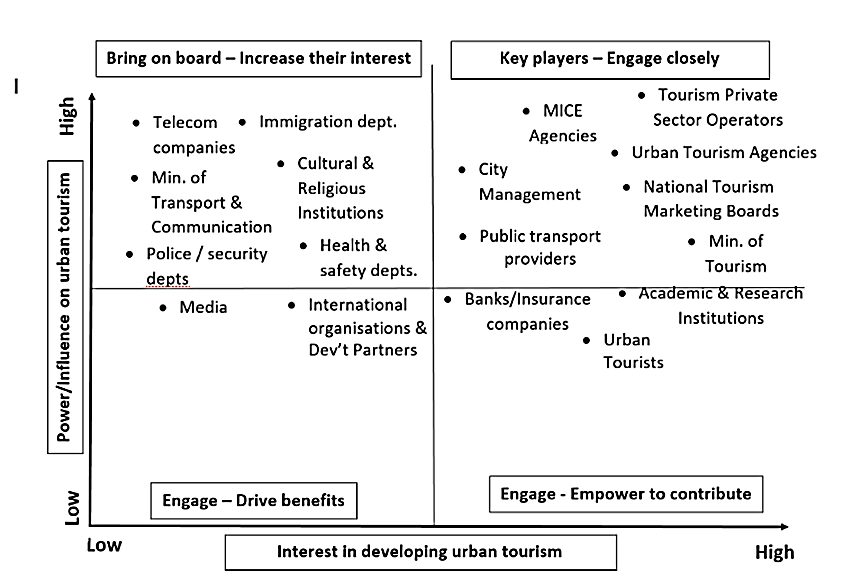 Bring on board – Increase their interest
Key players – Engage closely
I
High
Power/Influence on urban tourism
Low
• Telecom
companies
• Immigration dept.
• Min. of
Transport &
Communication
• Cultural &
Religious
Institutions
• Police / security
depts
• Health &
safety depts.
• MICE
Agencies
• Tourism Private
Sector Operators
• Urban Tourism Agencies
• City
Management
• National Tourism
Marketing Boards
• Public transport
providers
• Min. of
Tourism
• Media
• International
organisations &
Dev't Partners
• Banks/Insurance
companies
• Academic & Research
Institutions
• Urban
Tourists
Engage – Drive benefits
Engage - Empower to contribute
Low
Interest in developing urban tourism
High